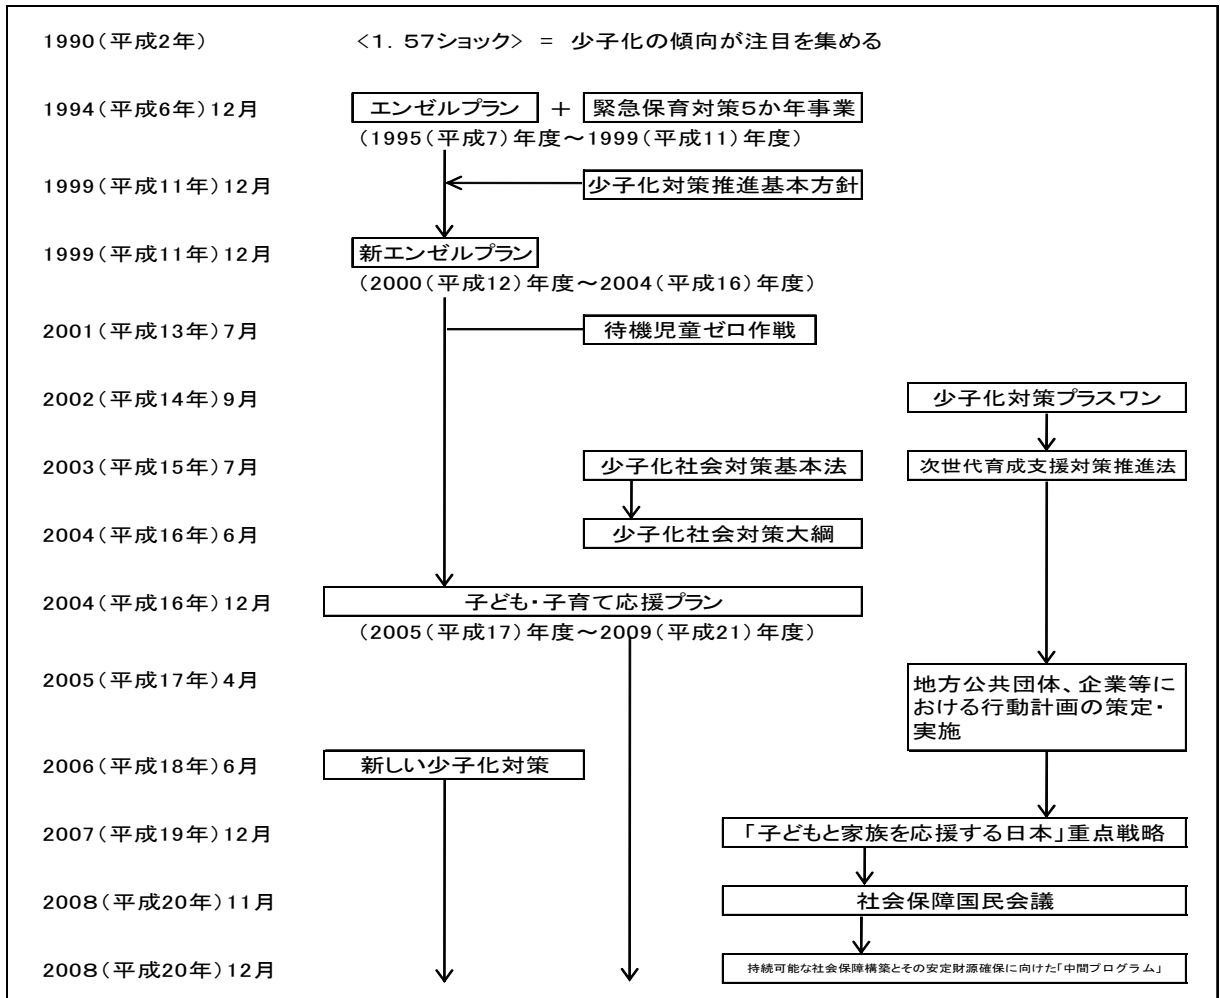 1990(平成2年) <1.57ショック> = 少子化の傾向が注目を集める
1994(平成6年)12月 エンゼルプラン + 緊急保育対策5か年事業
(1995(平成7)年度~1999(平成11)年度)
1999(平成11年)12月 少子化対策推進基本方針
1999(平成11年)12月 新エンゼルプラン
(2000(平成12)年度~2004(平成16)年度)
2001(平成13年)7月 待機児童ゼロ作戦
2002(平成14年)9月 少子化対策プラスワン
2003(平成15年)7月 少子化社会対策基本法 次世代育成支援対策推進法
2004(平成16年)6月 少子化社会対策大綱
2004(平成16年)12月 子ども・子育て応援プラン
(2005(平成17)年度~2009(平成21)年度)
2005(平成17年)4月 地方公共団体、企業等に
おける行動計画の策定・
実施
2006(平成18年)6月 新しい少子化対策
2007(平成19年)12月 「子どもと家族を応援する日本」重点戦略
2008(平成20年)11月 社会保障国民会議
2008(平成20年)12月 持続可能な社会保障構築とその安定財源確保に向けた「中間プログラム」